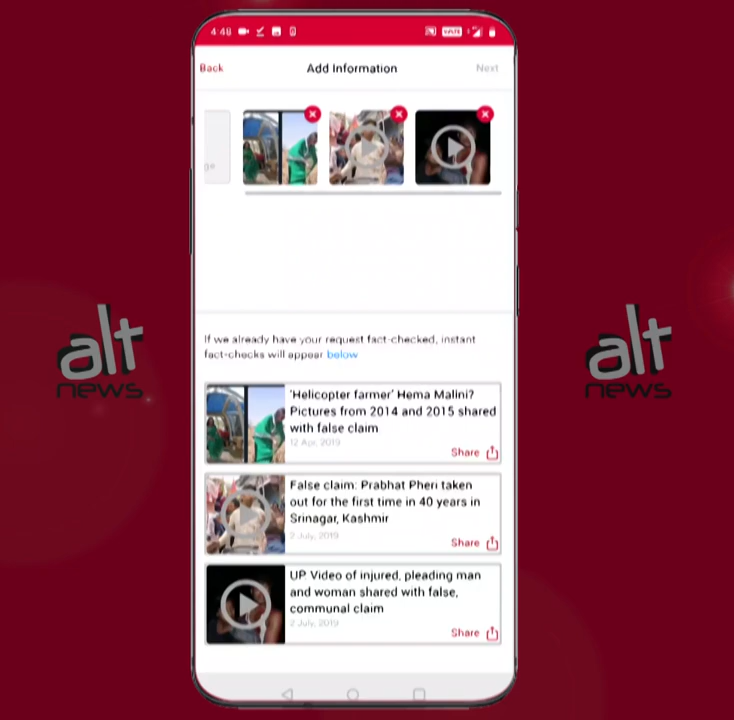 4:48
Back
Add Information
Next
If we already have your request fact-checked, instant
fact-checks will appear below
'Helicopter farmer' Hema Malini?
Pictures from 2014 and 2015 shared
with false claim
12 Apr, 2019
Share
False claim: Prabhat Pheri taken
out for the first time in 40 years in
Srinagar, Kashmir
2 July, 2019
Share
UP Video of injured, pleading man
and woman shared with false,
communal claim
2 July, 2019
Share
alt
news
alt
news